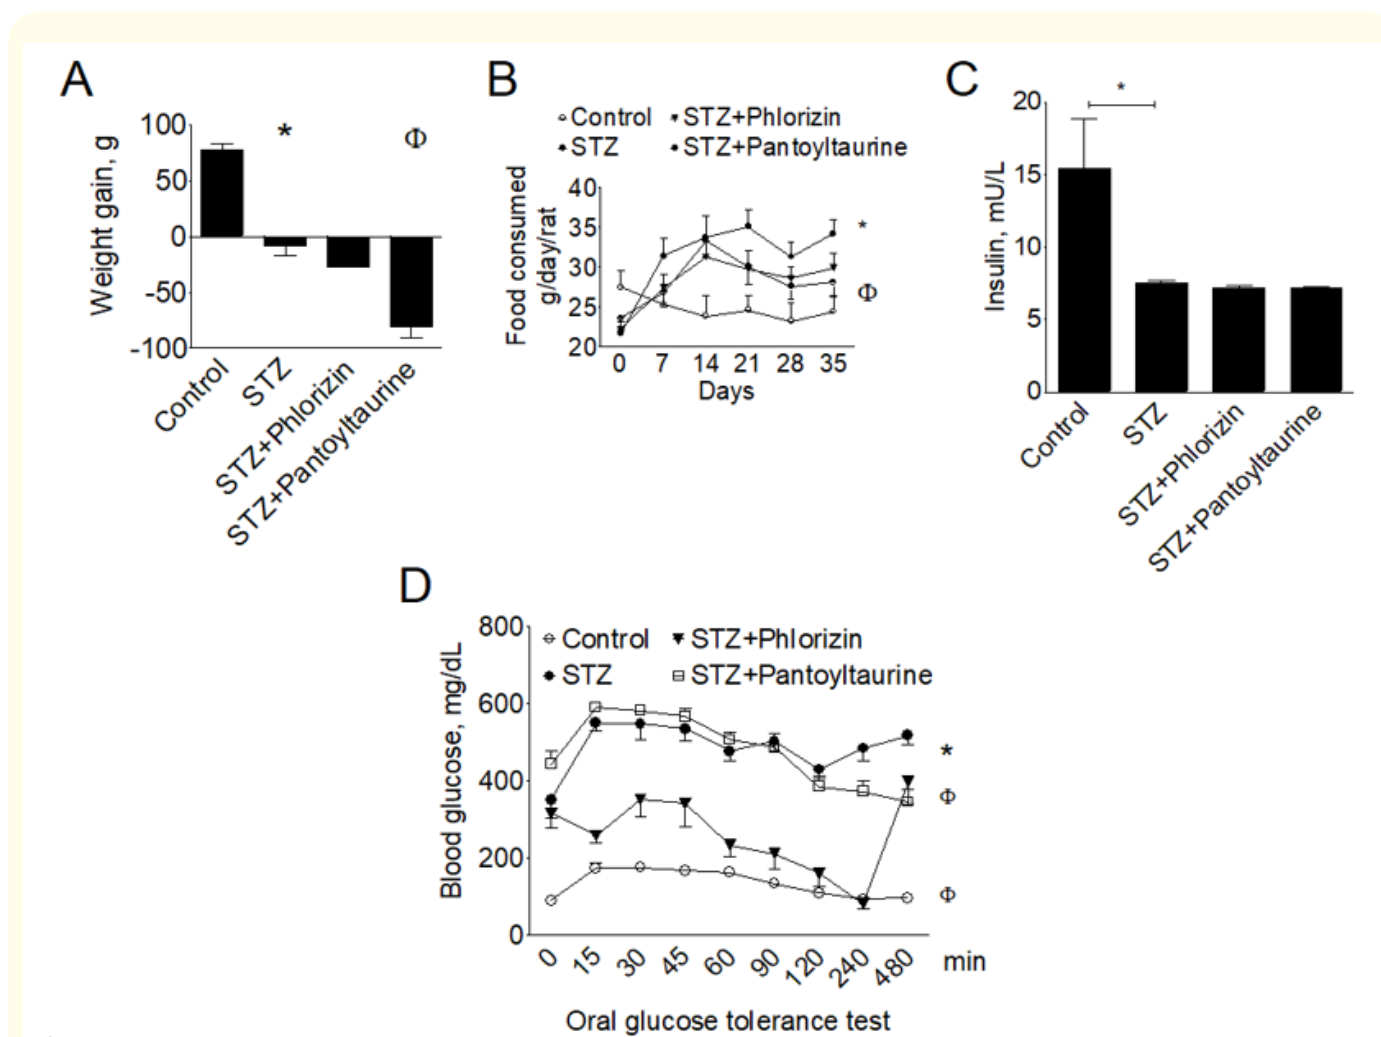 A
Weight gain, g
100
50
0
-50
-100
*
Φ
Control
STZ
STZ+Phlorizin
STZ+Pantoyltaurine
B
Control
STZ+Phlorizin
STZ
STZ+Pantoyltaurine
Food consumed
g/day/rat
40
35
30
25
20
*
Φ
0 7 14 21 28 35
Days
C
Insulin, mU/L
20
15
10
5
0
*
Control
STZ
STZ+Phlorizin
STZ+Pantoyltaurine
D
Blood glucose, mg/dL
800
600
400
200
0
Control
STZ+Phlorizin
STZ
STZ+Pantoyltaurine
*
Φ
Φ
0 15 30 45 60 90 120 240 480 min
Oral glucose tolerance test